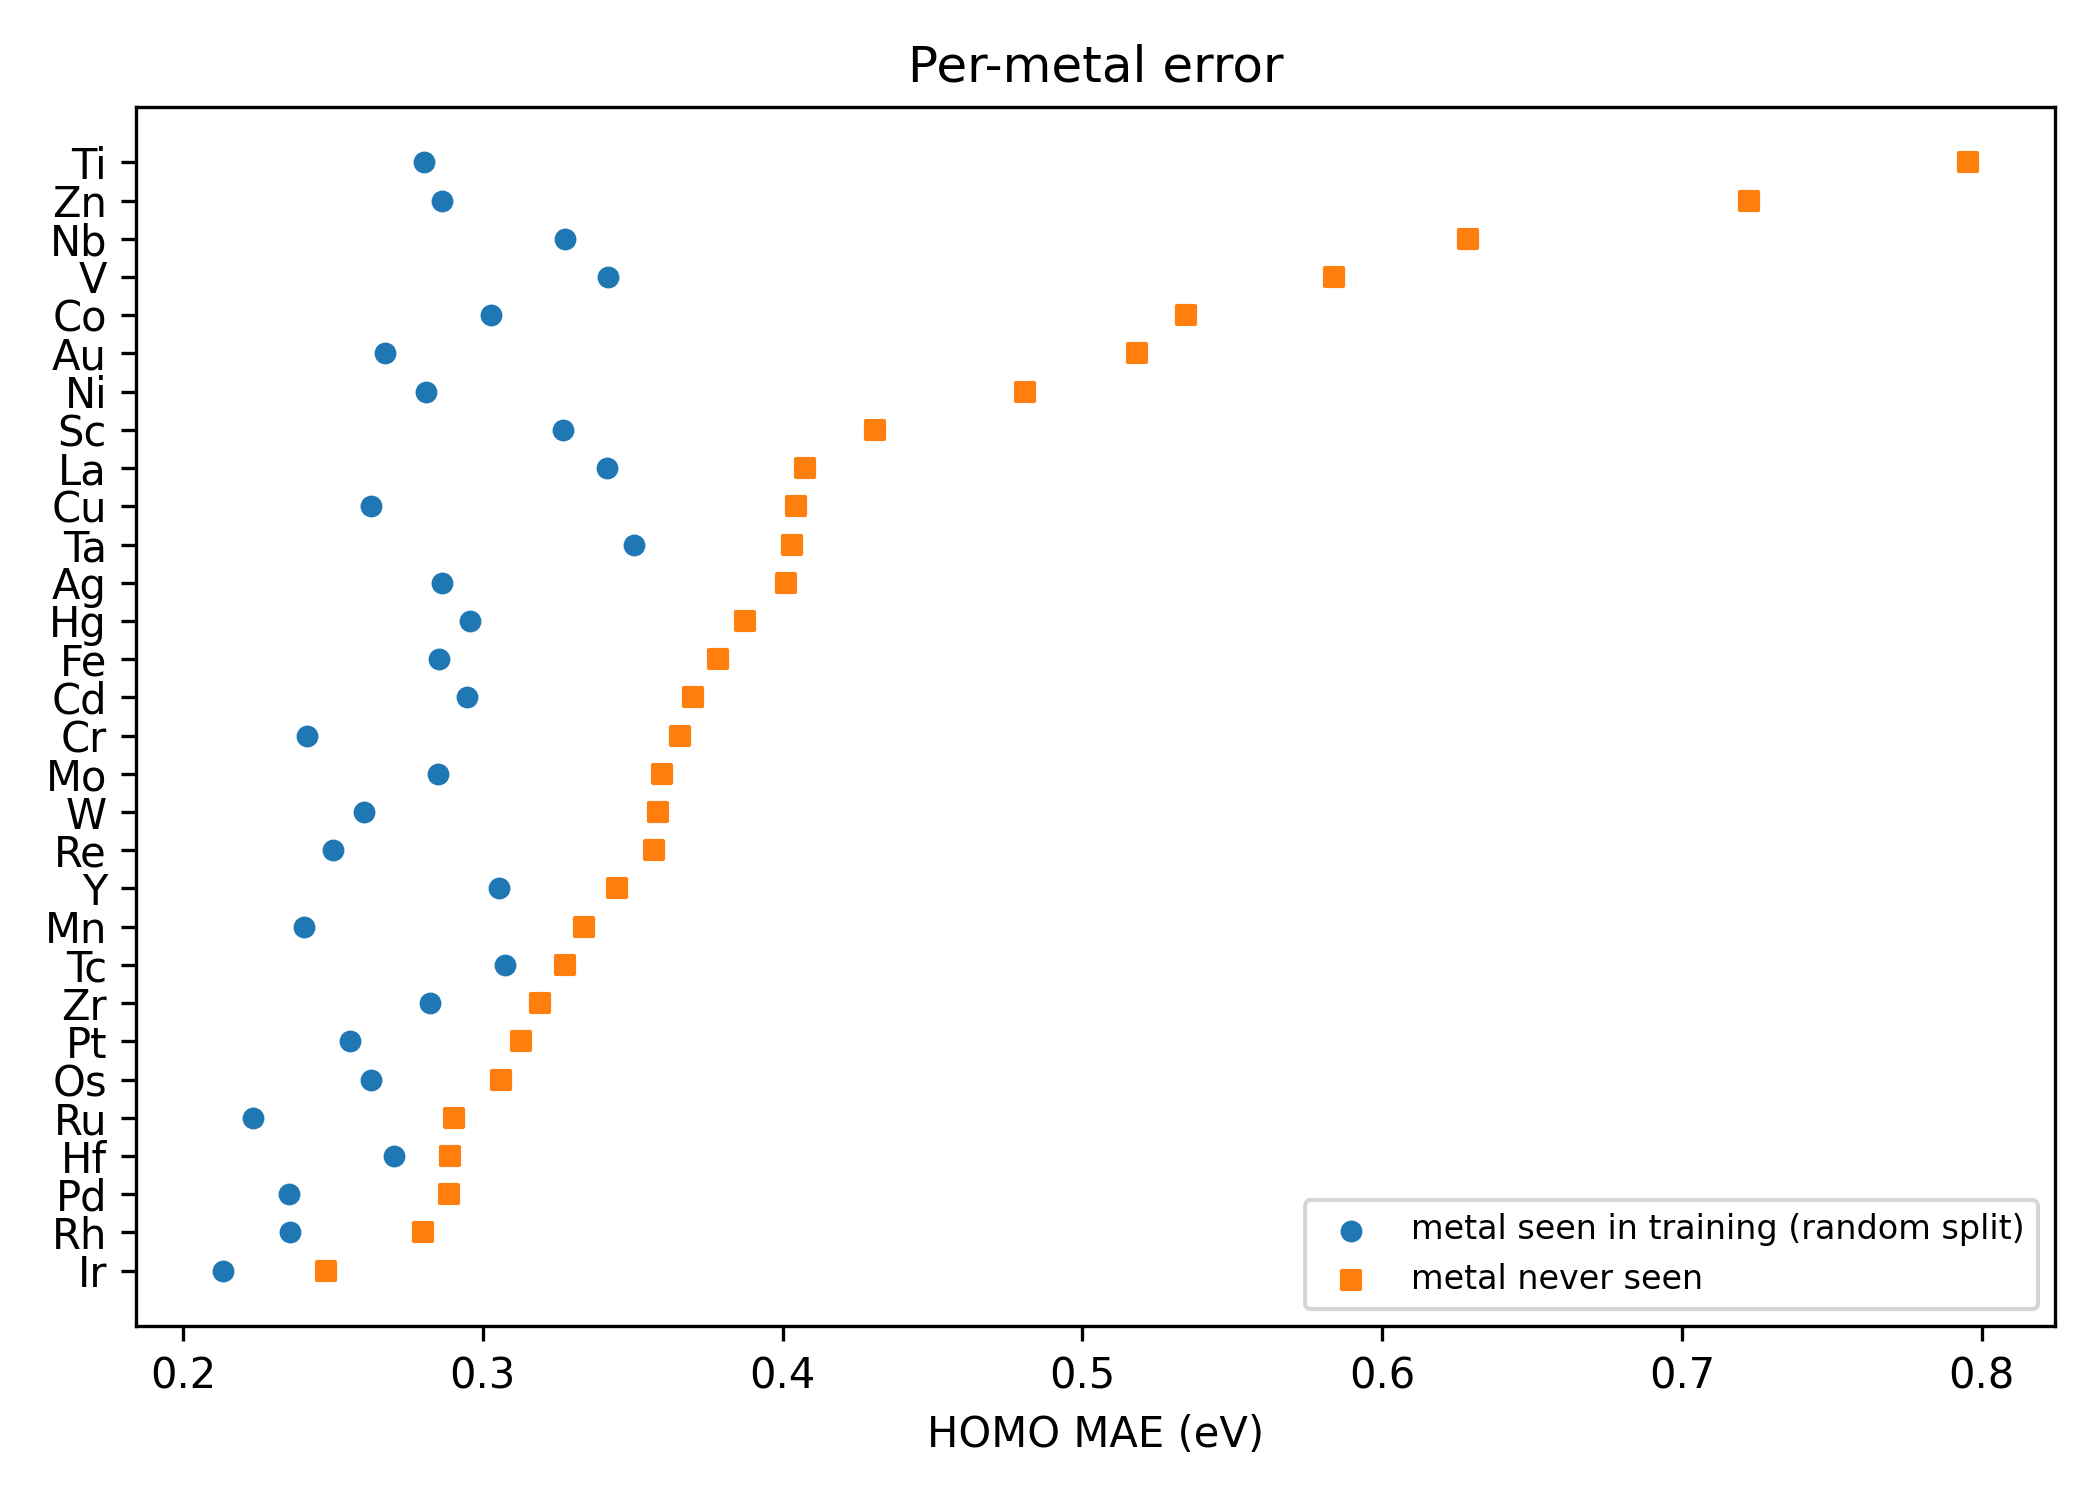 Per-metal error
Ti
Zn
Nb
V
Co
Au
Ni
Sc
La
Cu
Ta
Ag
Hg
Fe
Cd
Cr
Mo
W
Re
Y
Mn
Tc
Zr
Pt
Os
Ru
Hf
Pd
Rh
Ir
metal seen in training (random split)
metal never seen
0.2 0.3 0.4 0.5 0.6 0.7 0.8
HOMO MAE (eV)